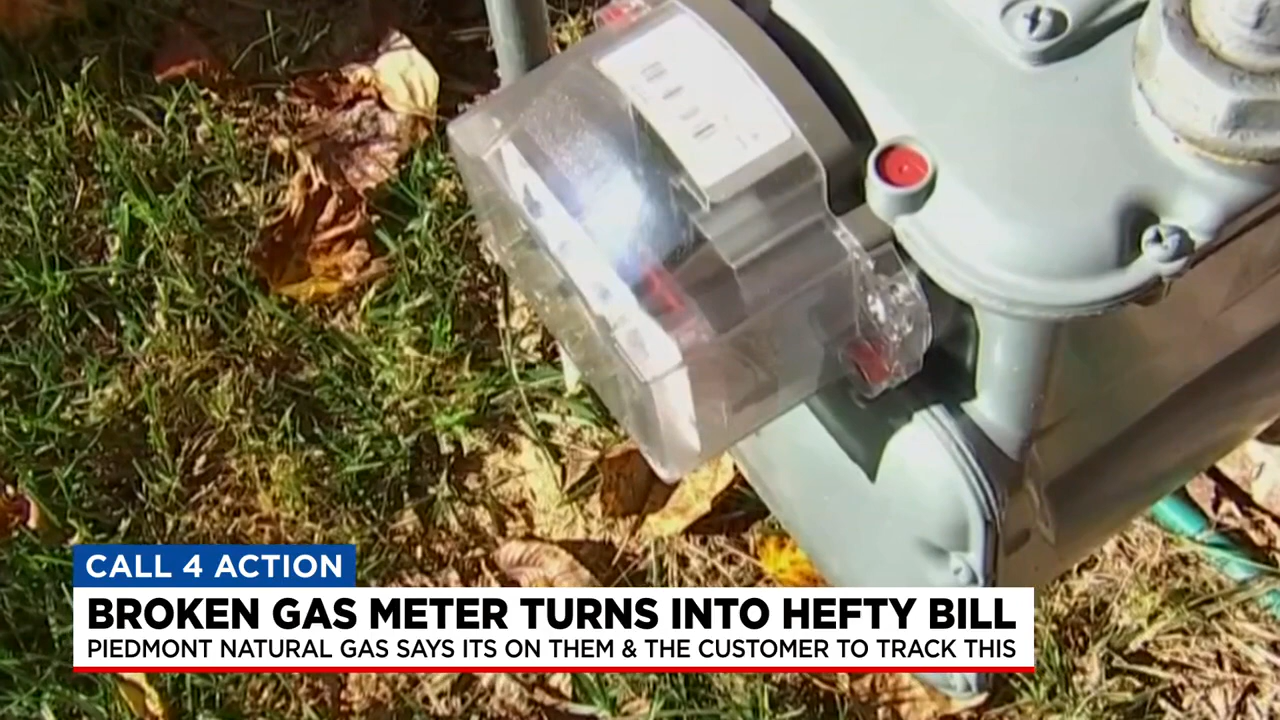 CALL 4 ACTION
BROKEN GAS METER TURNS INTO HEFTY BILL
PIEDMONT NATURAL GAS SAYS ITS ON THEM & THE CUSTOMER TO TRACK THIS